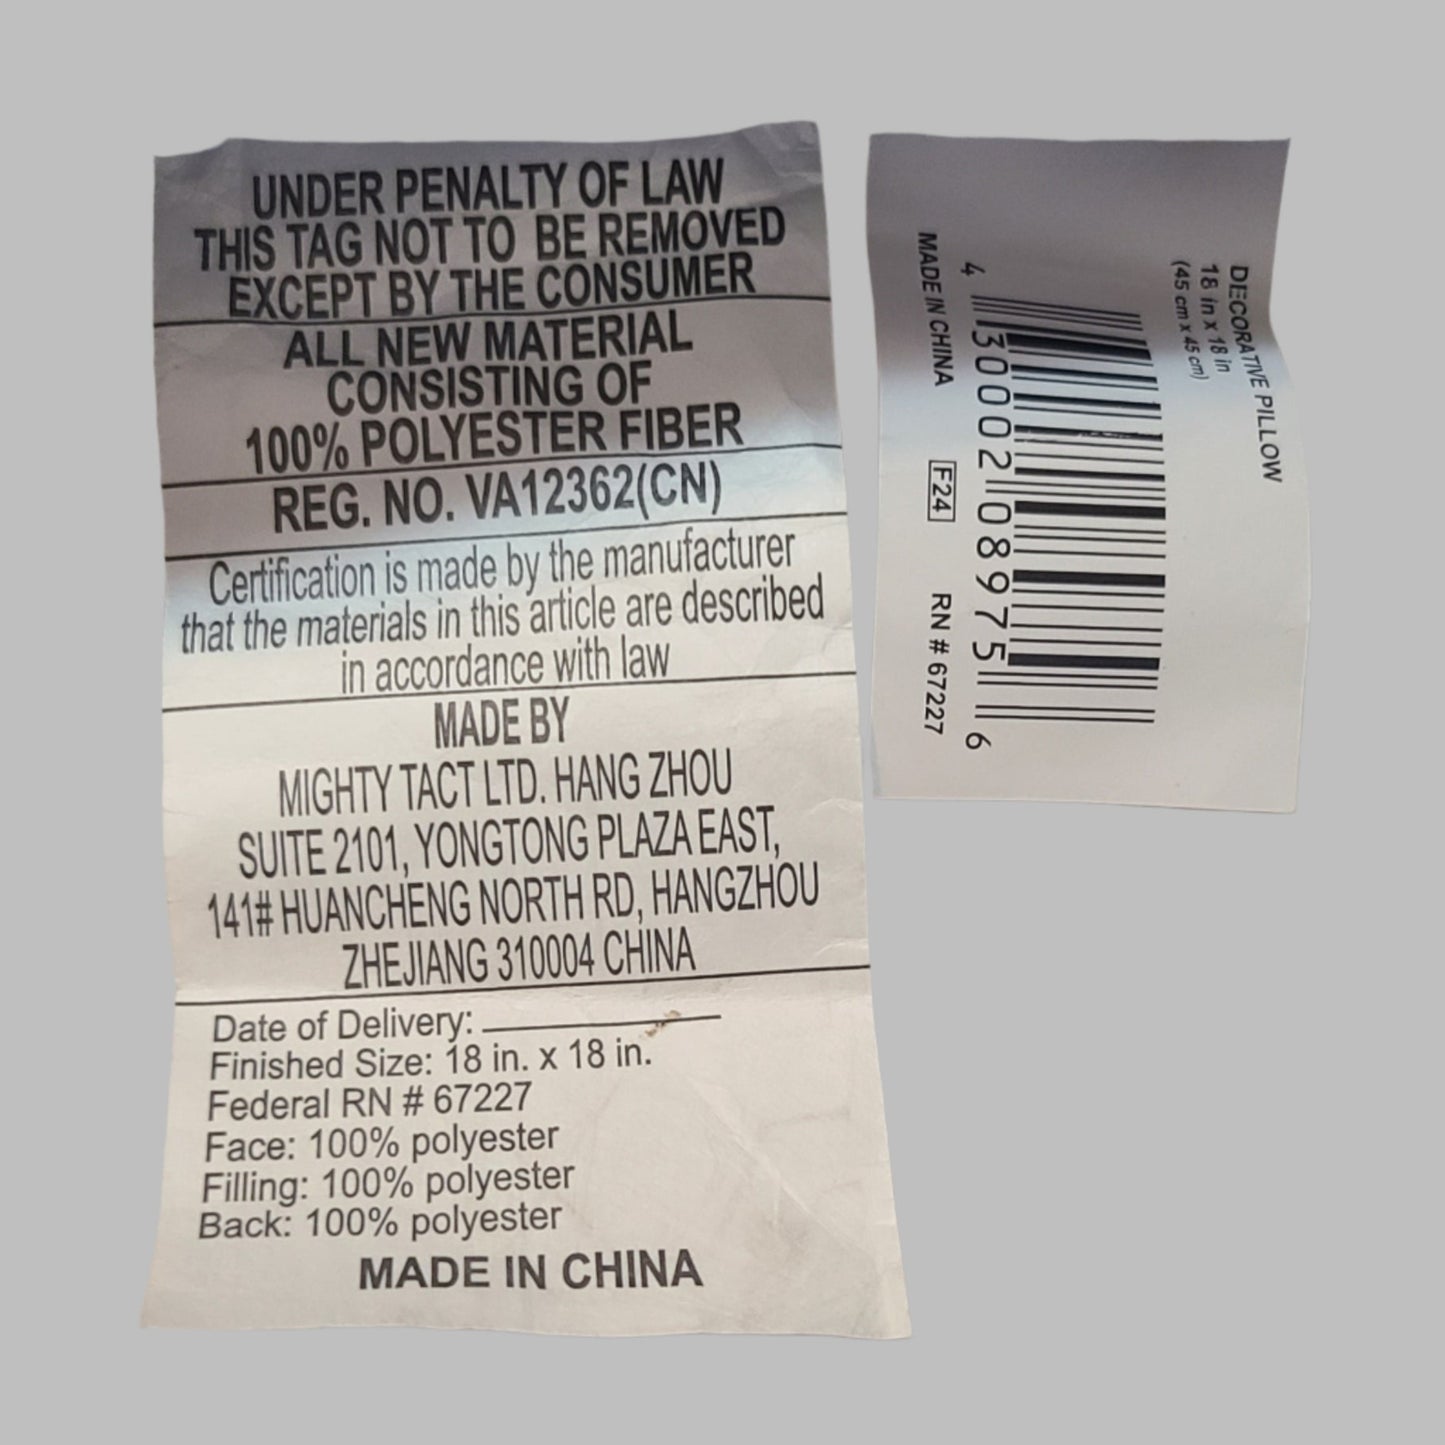 UNDER PENALTY OF LAW
THIS TAG NOT TO BE REMOVED
EXCEPT BY THE CONSUMER
ALL NEW MATERIAL
CONSISTING OF
100% POLYESTER FIBER
REG. NO. VA12362(CN)
Certification is made by the manufacturer
that the materials in this article are described
in accordance with law
MADE BY
MIGHTY TACT LTD. HANG ZHOU
SUITE 2101, YONGTONG PLAZA EAST,
141# HUANCHENG NORTH RD, HANGZHOU
ZHEJIANG 310004 CHINA
Date of Delivery:
Finished Size: 18 in. x 18 in.
Federal RN # 67227
Face: 100% polyester
Filling: 100% polyester
Back: 100% polyester
MADE IN CHINA
DECORATIVE PILLOW
18 in x 18 in
(45 cm x 45 cm)
4 30002 08975 6
MADE IN CHINA F24 RN # 67227